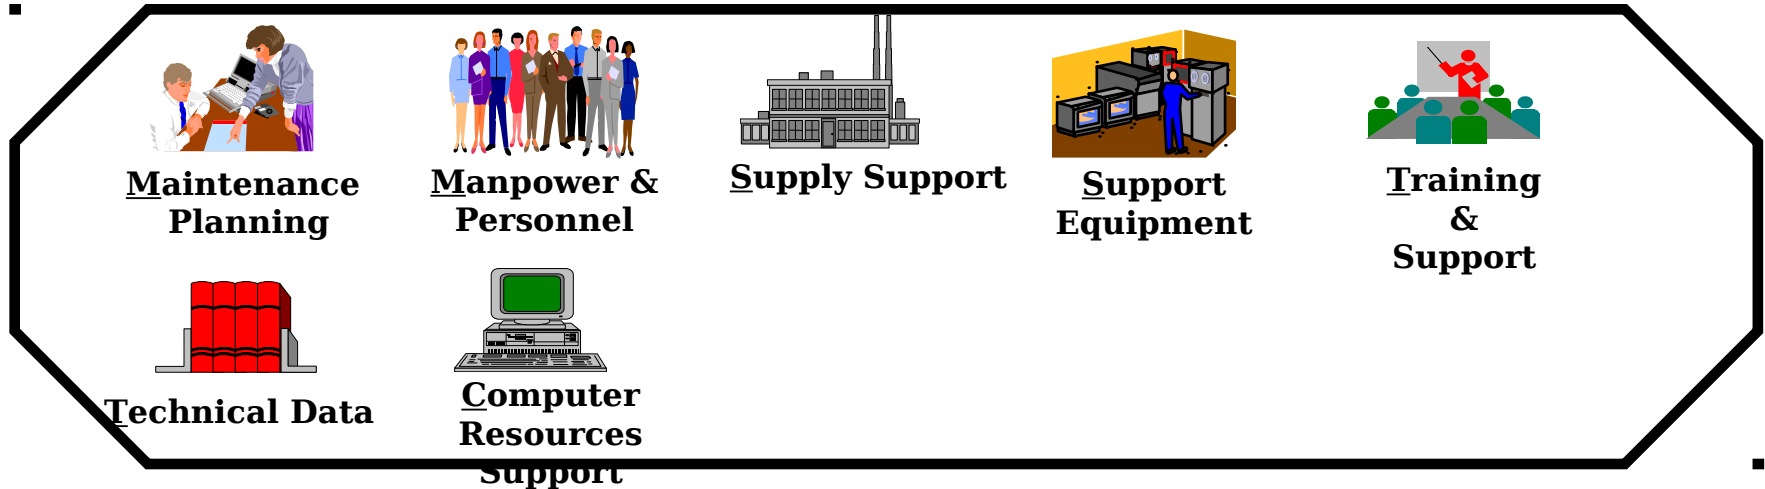 Maintenance
Planning
Manpower &
Personnel
Supply Support
Support
Equipment
Training
&
Support
Technical Data
Computer
Resources
Support